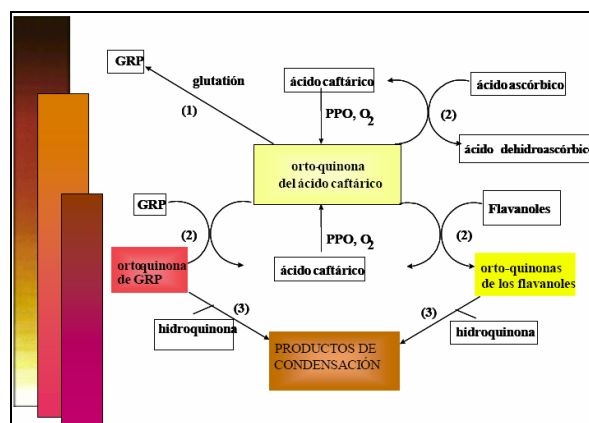 GRP
glutatión
(1)
ácido caftárico
PPO, O2
ácido ascórbico
(2)
ácido dehidroascórbico
orto-quinona
del ácido caftárico
GRP
(2)
PPO, O2
ácido caftárico
Flavanoles
(2)
ortoquinona
de GRP
orto-quinonas
de los flavanoles
(3)
hidroquinona
(3)
hidroquinona
PRODUCTOS DE
CONDENSACIÓN